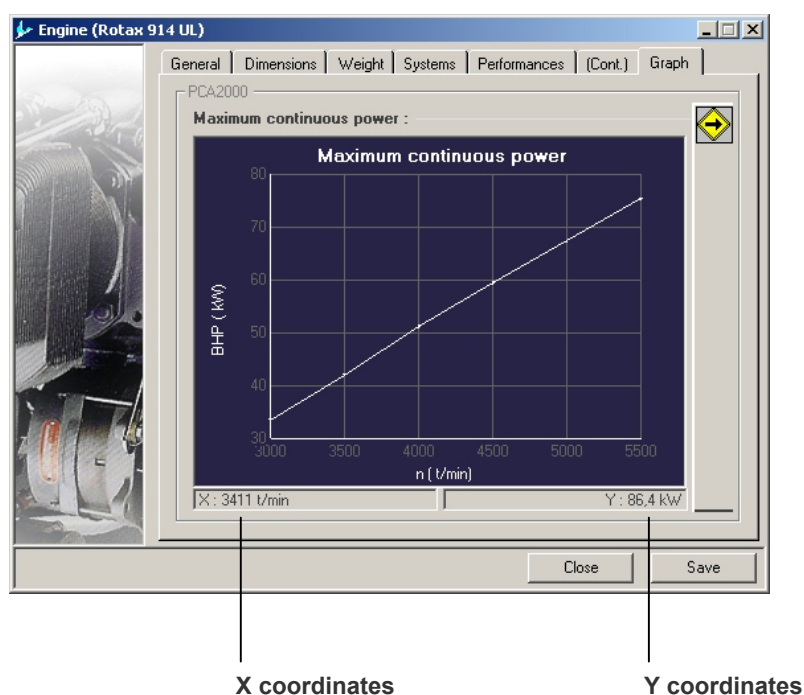 Engine (Rotax 914 UL)
General Dimensions Weight Systems Performances (Cont.) Graph
PCA2000
Maximum continuous power :
Maximum continuous power
80
70
60
50
40
30
BHP ( kW)
3000 3500 4000 4500 5000 5500
n ( t/min)
X : 3411 t/min Y : 86,4 kW
Close Save
X coordinates Y coordinates